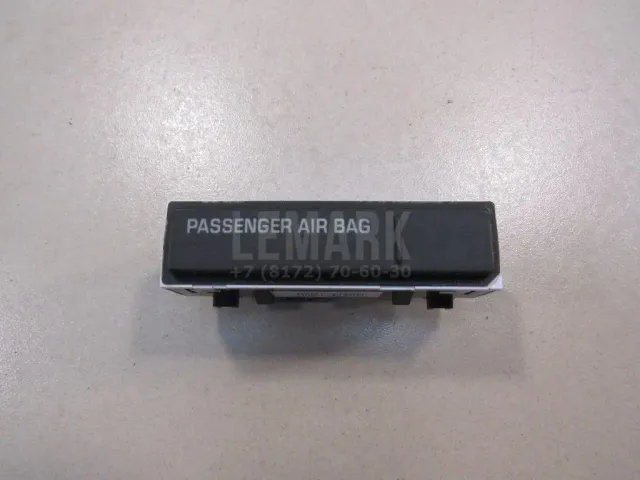 PASSENGER AIR BAG
LEMARK
+7 (8172) 70-60-30